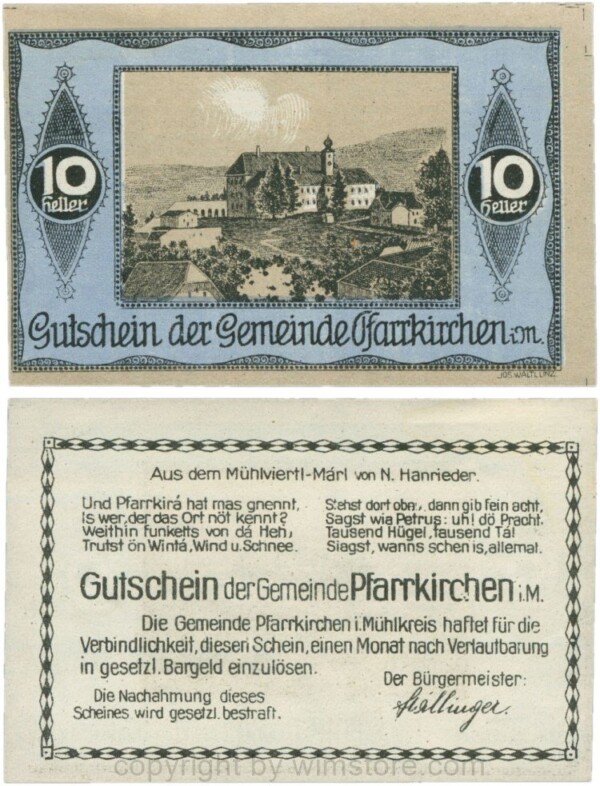 10
Heller
10
Heller
Gutschein der Gemeinde Pfarrkirchen i.M.
JOS. WALTL LINZ.
Aus dem Mühlviertl-Márl von N. Hanrieder.
Und Pfarrkirá hat mas gnennt,
Is wer, der das Ort nöt kennt?
Weithin funkelts von dá Heh,
Trutst ön Wintá, Wind u. Schnee.
Stehst dort obn, dann gib fein acht,
Sagst wia Petrus: uh! dö Pracht.
Tausend Hügel, tausend Tál
Siagst, wanns schen is, allemal.
Gutschein der Gemeinde Pfarrkirchen i.M.
Die Gemeinde Pfarrkirchen i. Mühlkreis haftet für die
Verbindlichkeit, diesen Schein, einen Monat nach Verlautbarung
in gesetzl. Bargeld einzulösen.
Der Bürgermeister:
Die Nachahmung dieses
Scheines wird gesetzl. bestraft.
copyright by wimstore.com